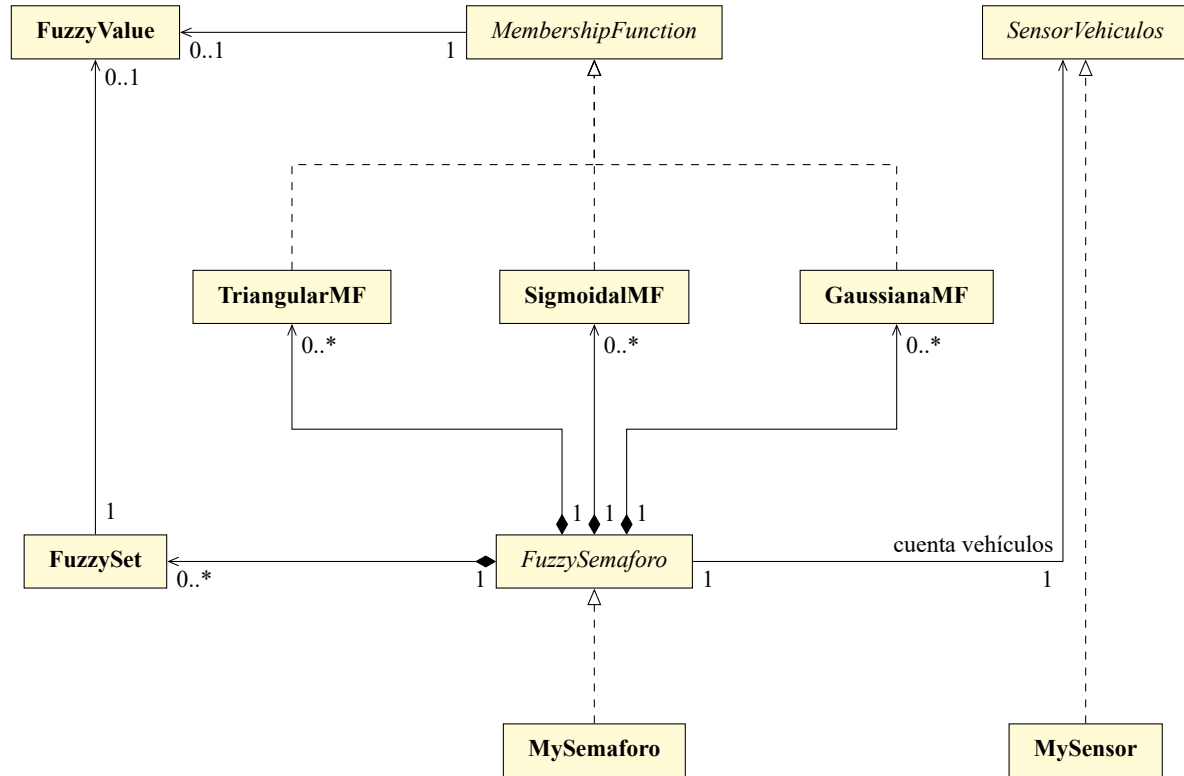 FuzzyValue
MembershipFunction
SensorVehiculos
0..1
1
0..1
TriangularMF
SigmoidalMF
GaussianaMF
0..*
0..*
0..*
1
1
1
1
FuzzySet
FuzzySemaforo
cuenta vehículos
0..*
1
1
1
MySemaforo
MySensor